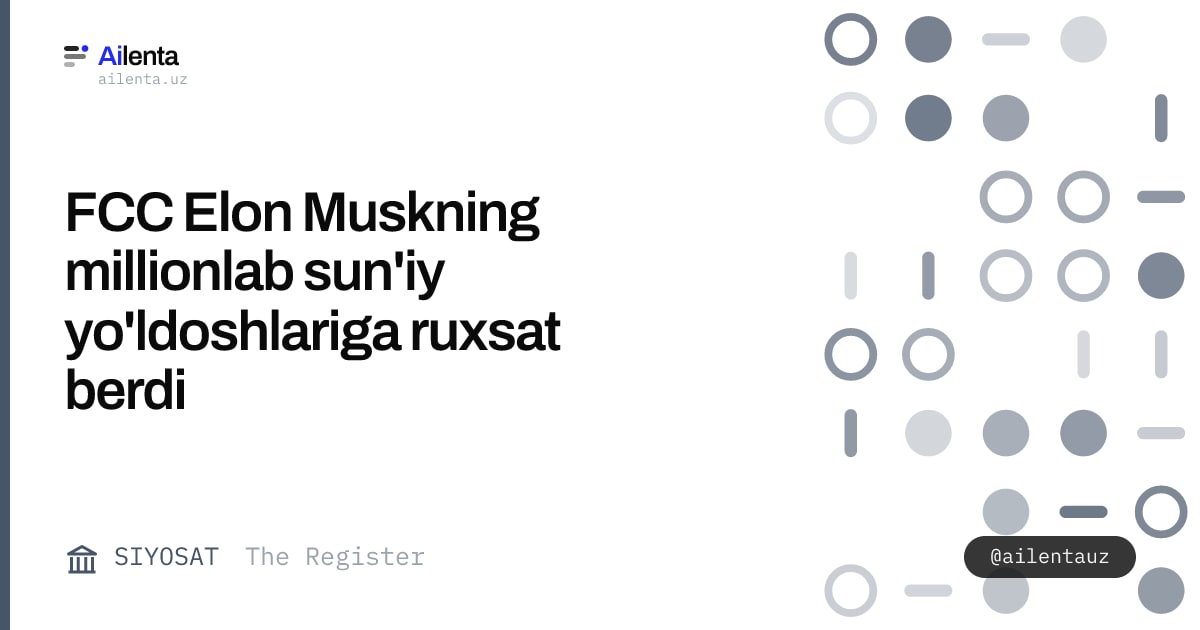 Ailenta
ailenta.uz
FCC Elon Muskning
millionlab sun'iy
yo'ldoshlariga ruxsat
berdi
SIYOSAT The Register
@ailentauz